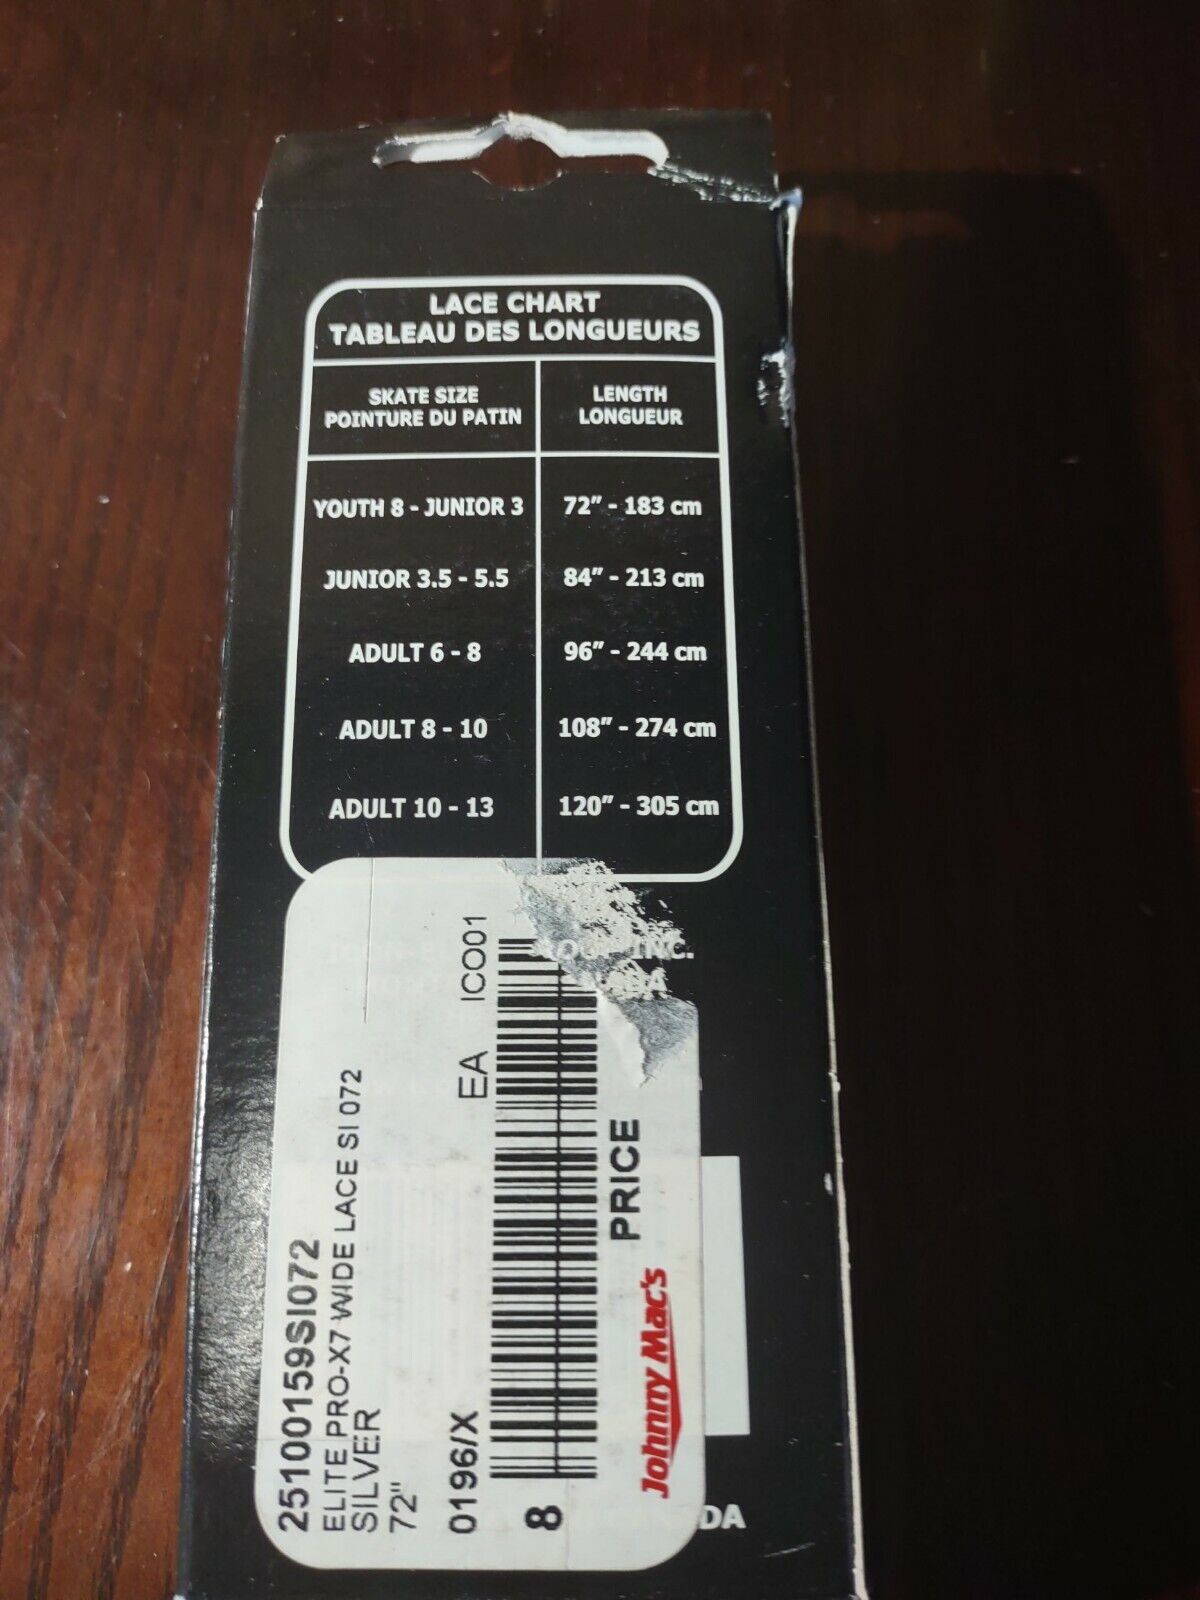 LACE CHART
TABLEAU DES LONGUEURS
SKATE SIZE
POINTURE DU PATIN
LENGTH
LONGUEUR
YOUTH 8 - JUNIOR 3 72" - 183 cm
JUNIOR 3.5 - 5.5 84" - 213 cm
ADULT 6 - 8 96" - 244 cm
ADULT 8 - 10 108" - 274 cm
ADULT 10 - 13 120" - 305 cm
INC.
25100159SI072
ELITE PRO-X7 WIDE LACE SI 072
SILVER
72"
0196/X EA ICO01
8
Johnny Mac's PRICE
DA